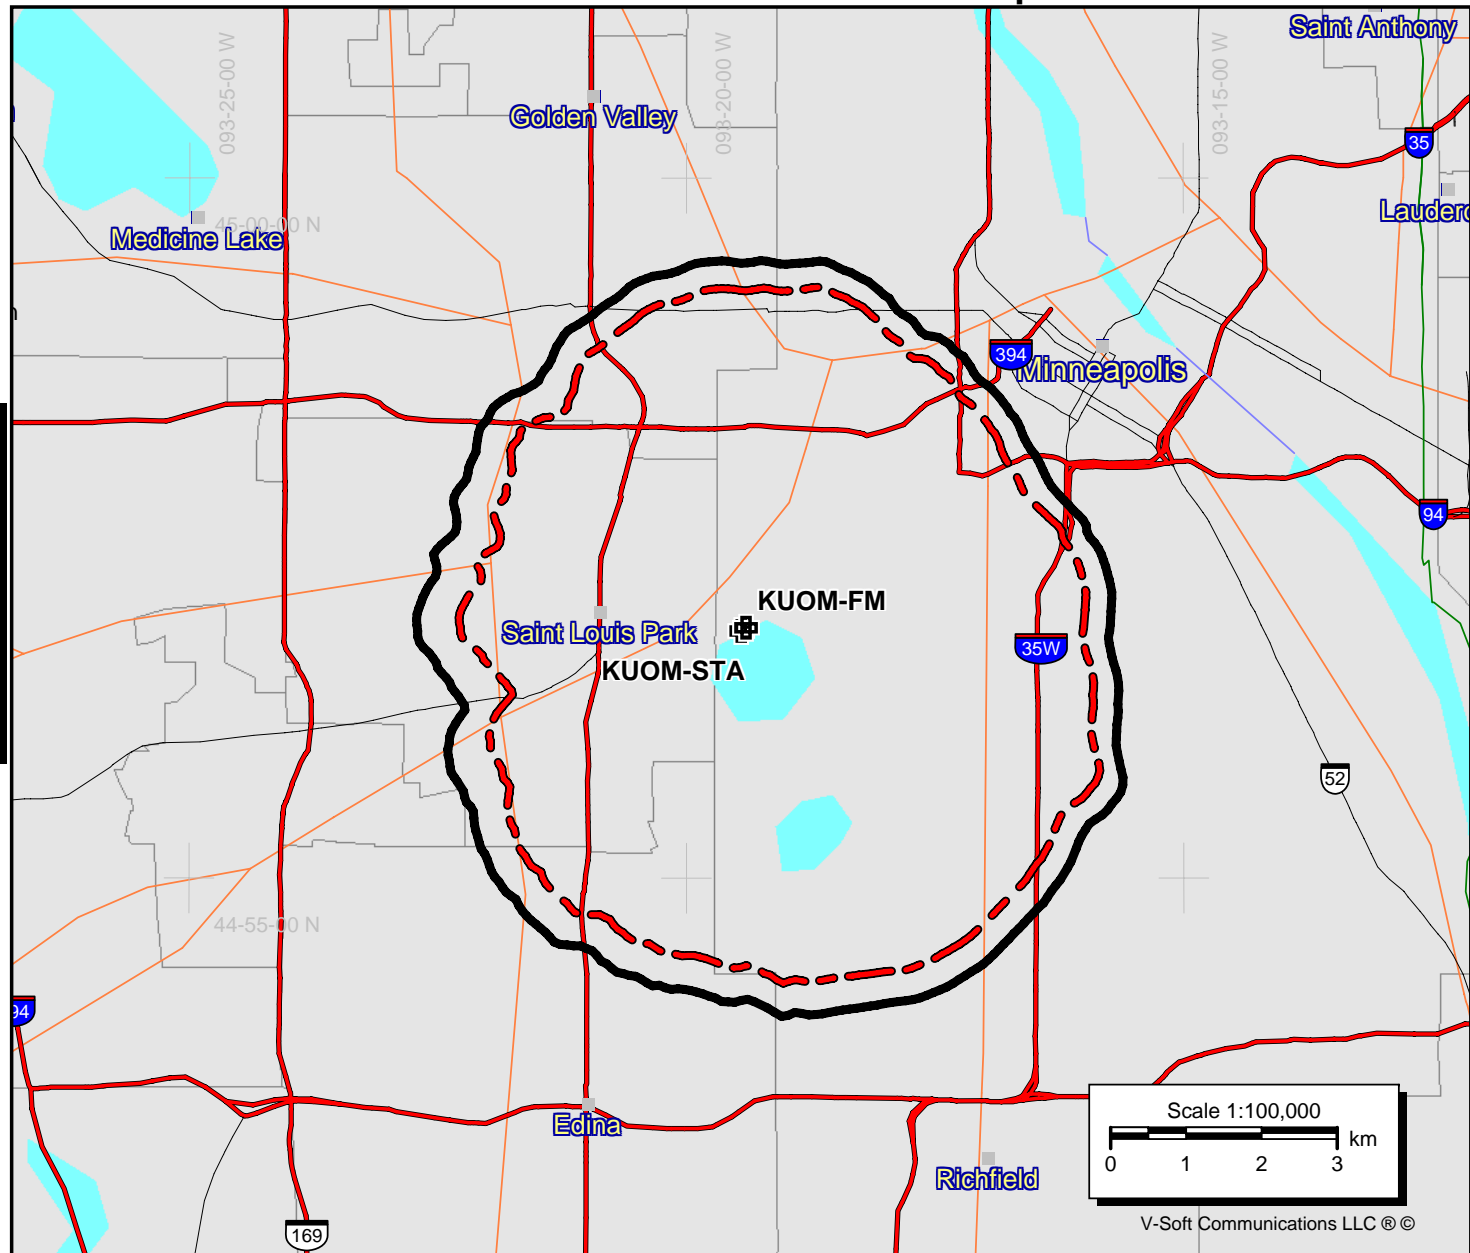 Saint Anthony
093-25-00 W
093-20-00 W
093-15-00 W
Golden Valley
35
Medicine Lake
45-00-00 N
Lauderd
394
Minneapolis
94
KUOM-FM
Saint Louis Park
35W
KUOM-STA
52
44-55-00 N
94
Edina
Richfield
169
Scale 1:100,000
km
0 1 2 3
V-Soft Communications LLC ® ©